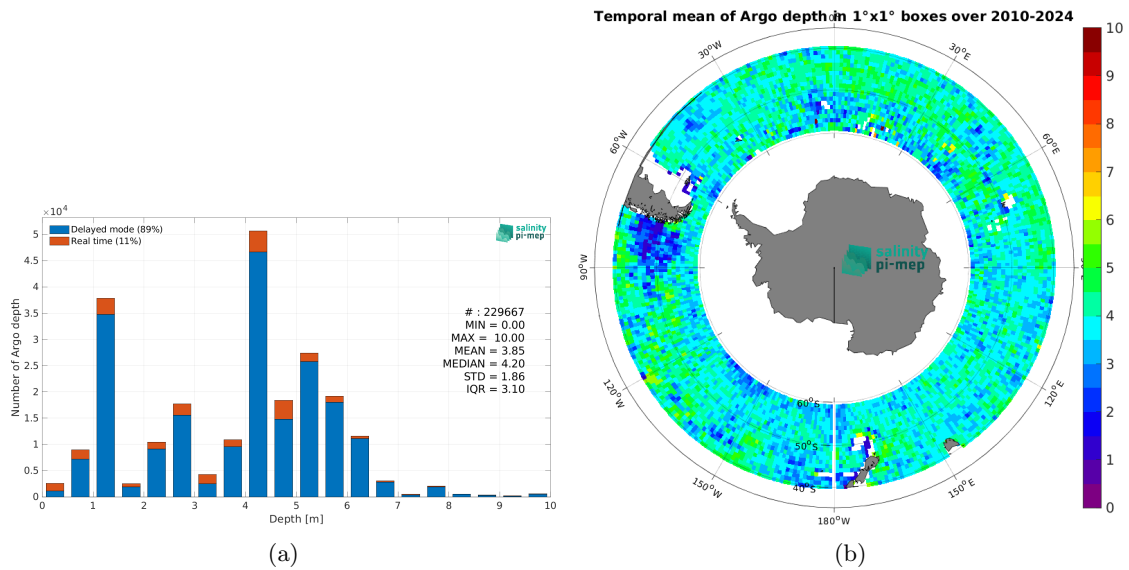 ×10⁴
5
4.5
4
3.5
3
2.5
2
1.5
1
0.5
0
Number of Argo depth
Delayed mode (89%)
Real time (11%)
salinity
pi-mep
# : 229667
MIN = 0.00
MAX = 10.00
MEAN = 3.85
MEDIAN = 4.20
STD = 1.86
IQR = 3.10
0 1 2 3 4 5 6 7 8 9 10
Depth [m]
(a)
Temporal mean of Argo depth in 1°x1° boxes over 2010-2024
30°W
30°E
60°W
60°E
90°W
120°W
120°E
150°W
150°E
180°W
60°S
50°S
40°S
salinity
pi-mep
10
9
8
7
6
5
4
3
2
1
0
(b)